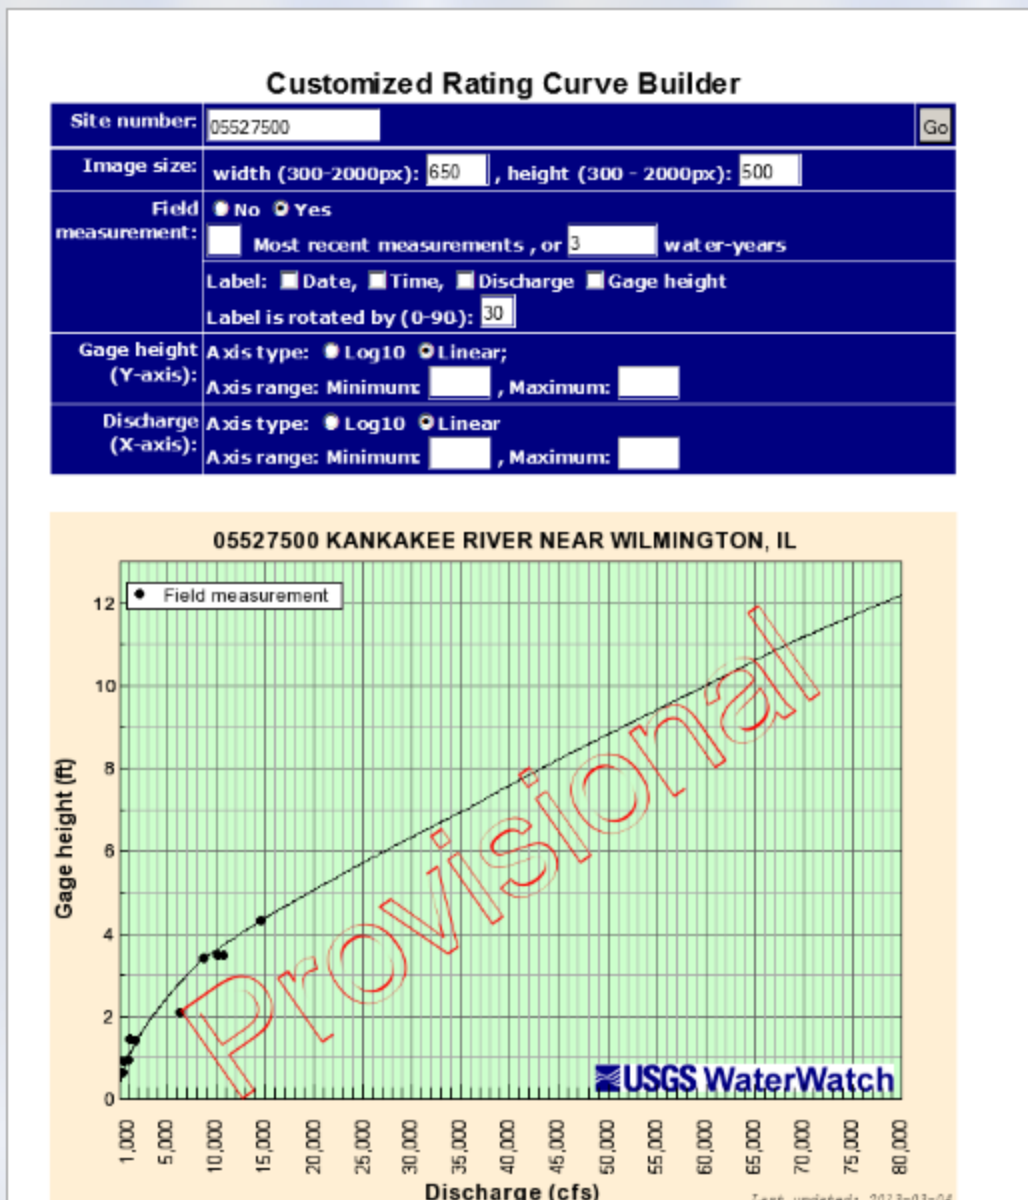 Customized Rating Curve Builder
Site number: 05527500 Go
Image size: width (300-2000px): 650 , height (300 - 2000px): 500
Field measurement: No Yes
Most recent measurements , or 3 water-years
Label: Date, Time, Discharge Gage height
Label is rotated by (0-90): 30
Gage height (Y-axis): Axis type: Log10 Linear;
Axis range: Minimum: , Maximum:
Discharge (X-axis): Axis type: Log10 Linear
Axis range: Minimum: , Maximum:
05527500 KANKAKEE RIVER NEAR WILMINGTON, IL
Field measurement
12
10
8
6
4
2
0
Gage height (ft)
Provisional
USGS WaterWatch
1,000 5,000 10,000 15,000 20,000 25,000 30,000 35,000 40,000 45,000 50,000 55,000 60,000 65,000 70,000 75,000 80,000
Discharge (cfs)
Last updated: